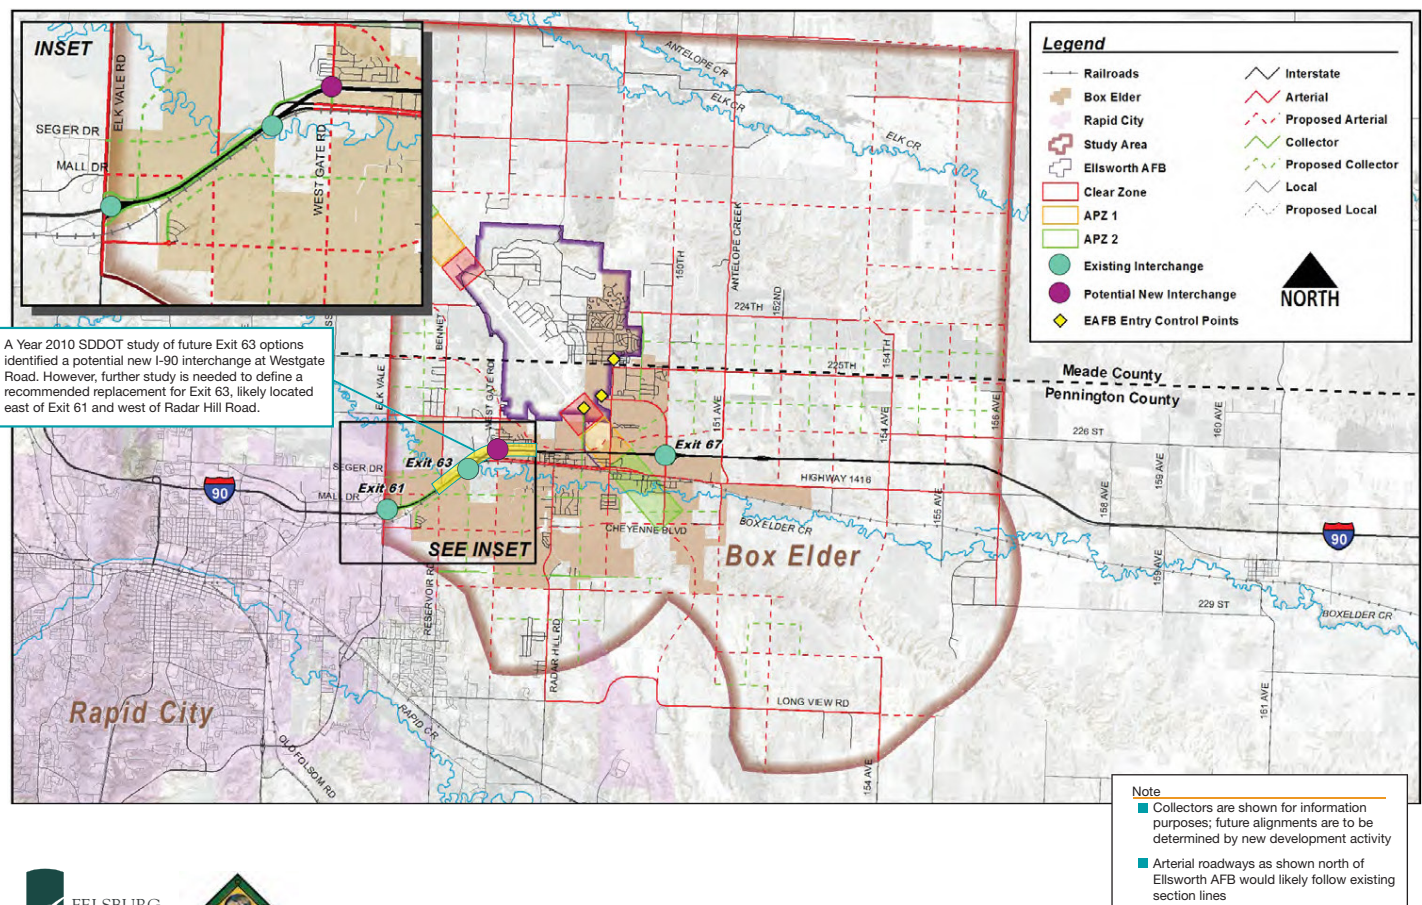 INSET
ELK VALE RD
SEGER DR
MALL DR
WEST GATE RD
Legend
Railroads
Box Elder
Rapid City
Study Area
Ellsworth AFB
Clear Zone
APZ 1
APZ 2
Existing Interchange
Potential New Interchange
EAFB Entry Control Points
Interstate
Arterial
Proposed Arterial
Collector
Proposed Collector
Local
Proposed Local
NORTH
A Year 2010 SDDOT study of future Exit 63 options
identified a potential new I-90 interchange at Westgate
Road. However, further study is needed to define a
recommended replacement for Exit 63, likely located
east of Exit 61 and west of Radar Hill Road.
ANTELOPE CR
ELK CR
ELK CR
ANTELOPE CREEK
150TH
152ND
224TH
225TH
154TH
BENNET
ELK VALE
WEST GATE RD
Meade County
Pennington County
151 AVE
154 AVE
156 AVE
160 AVE
226 ST
159 AVE
158 AVE
Exit 67
Exit 63
Exit 61
SEGER DR
MALL DR
90
HIGHWAY 1416
155 AVE
SEE INSET
CHEYENNE BLVD
BOX ELDER CR
Box Elder
90
159 AVE
229 ST
BOXELDER CR
RESERVOIR RD
RADAR HILL RD
LONG VIEW RD
161 AVE
154 AVE
Rapid City
RAPID CR
OLD FOLSOM RD
Note
Collectors are shown for information
purposes; future alignments are to be
determined by new development activity
Arterial roadways as shown north of
Ellsworth AFB would likely follow existing
section lines
FELSBURG